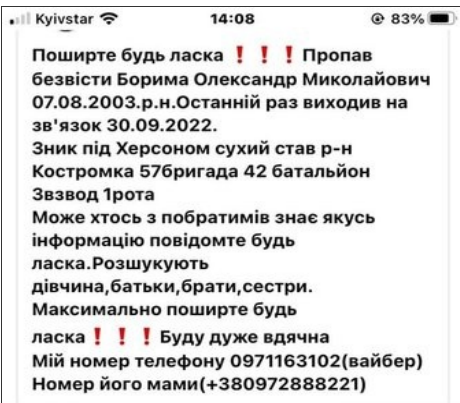 Kyivstar 14:08 83%
Поширте будь ласка❗❗❗Пропав
безвісти Борима Олександр Миколайович
07.08.2003.р.н.Останній раз виходив на
зв'язок 30.09.2022.
Зник під Херсоном сухий став р-н
Костромка 57бригада 42 батальйон
3взвод 1рота
Може хтось з побратимів знає якусь
інформацію повідомте будь
ласка.Розшукують
дівчина,батьки,брати,сестри.
Максимально поширте будь
ласка❗❗❗Буду дуже вдячна
Мій номер телефону 0971163102(вайбер)
Номер його мами(+380972888221)